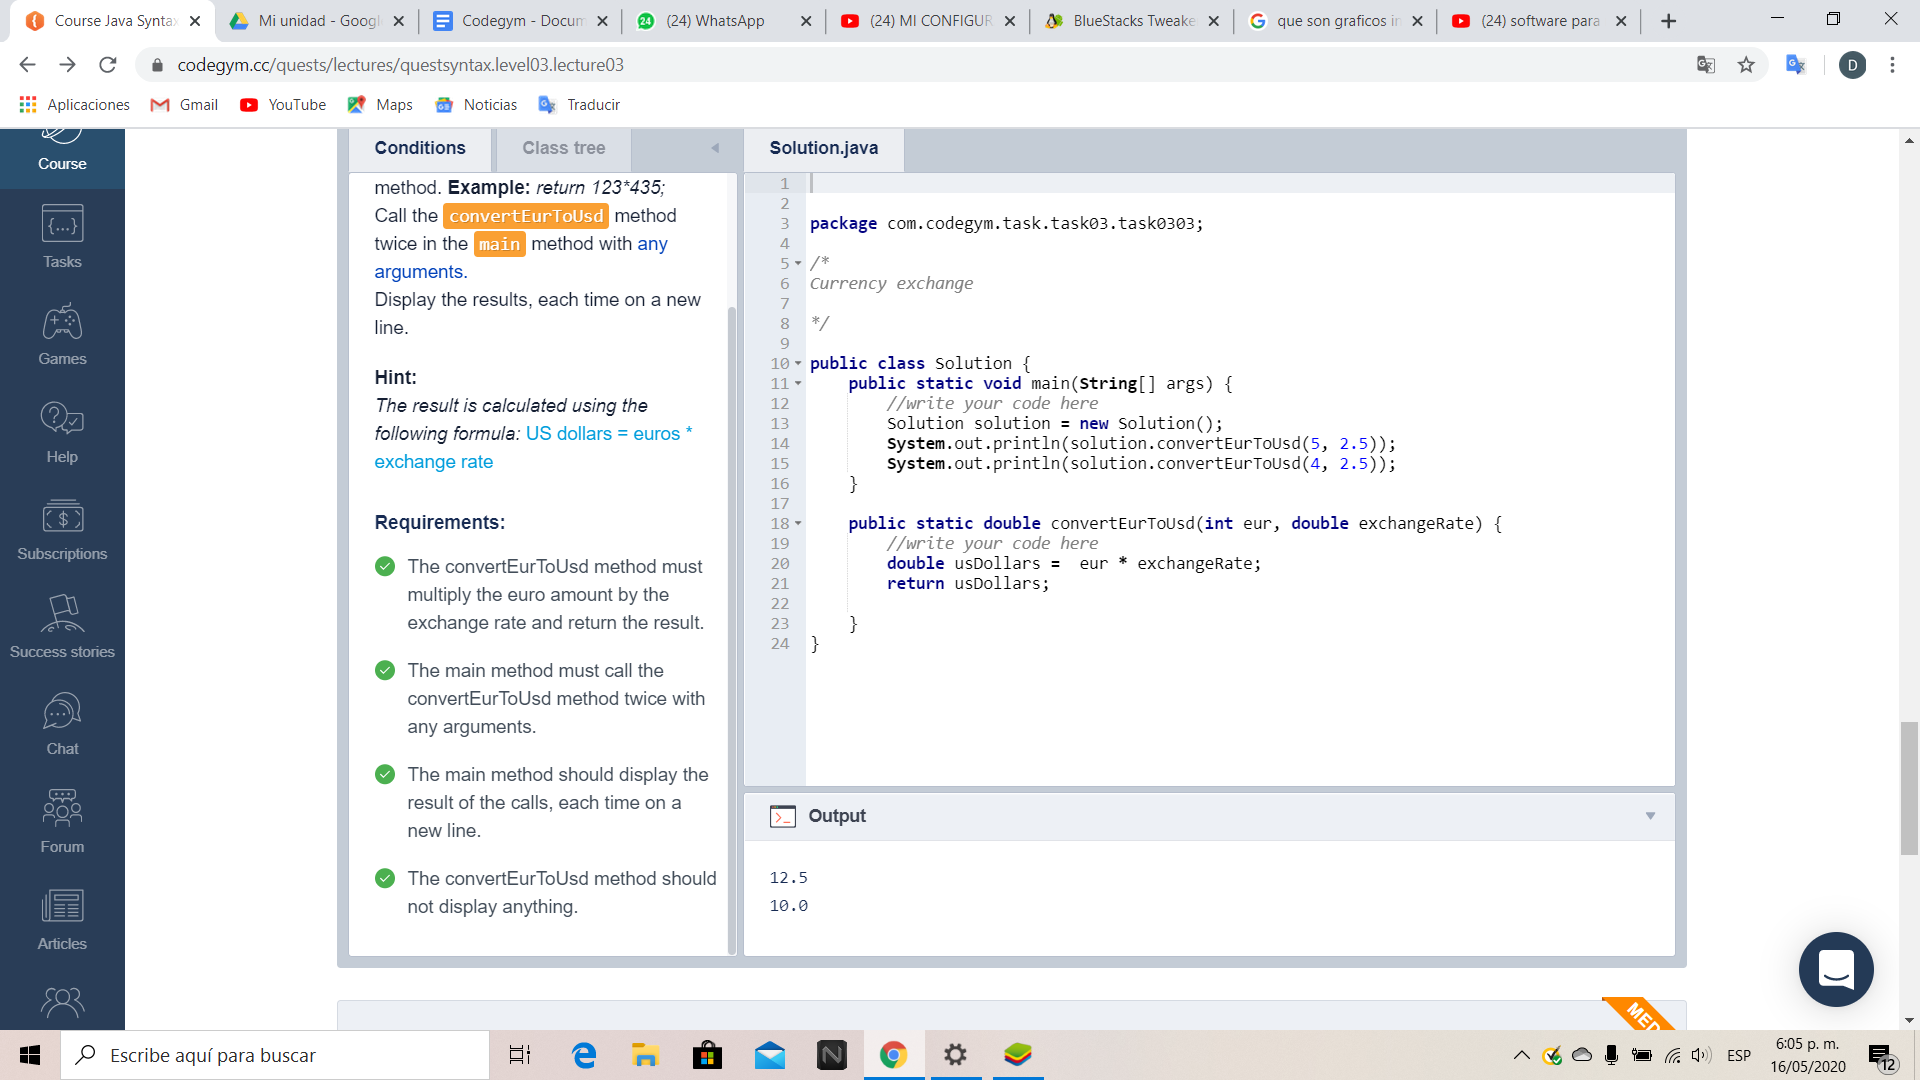 Course Java Syntax
Mi unidad - Google
Codegym - Docum
(24) WhatsApp
(24) MI CONFIGUR
BlueStacks Tweake
que son graficos in
(24) software para
codegym.cc/quests/lectures/questsyntax.level03.lecture03
D
Aplicaciones
Gmail
YouTube
Maps
Noticias
Traducir
Course
Tasks
Games
Help
Subscriptions
Success stories
Chat
Forum
Articles
Conditions
Class tree
method. Example: return 123*435;
Call the convertEurToUsd method
twice in the main method with any
arguments.
Display the results, each time on a new
line.
Hint:
The result is calculated using the
following formula: US dollars = euros *
exchange rate
Requirements:
The convertEurToUsd method must
multiply the euro amount by the
exchange rate and return the result.
The main method must call the
convertEurToUsd method twice with
any arguments.
The main method should display the
result of the calls, each time on a
new line.
The convertEurToUsd method should
not display anything.
Solution.java
1
2
3 package com.codegym.task.task03.task0303;
4
5 /*
6 Currency exchange
7
8 */
9
10 public class Solution {
11 public static void main(String[] args) {
12 //write your code here
13 Solution solution = new Solution();
14 System.out.println(solution.convertEurToUsd(5, 2.5));
15 System.out.println(solution.convertEurToUsd(4, 2.5));
16 }
17
18 public static double convertEurToUsd(int eur, double exchangeRate) {
19 //write your code here
20 double usDollars = eur * exchangeRate;
21 return usDollars;
22
23 }
24 }
Output
12.5
10.0
MED
Escribe aquí para buscar
ESP
6:05 p. m.
16/05/2020
12